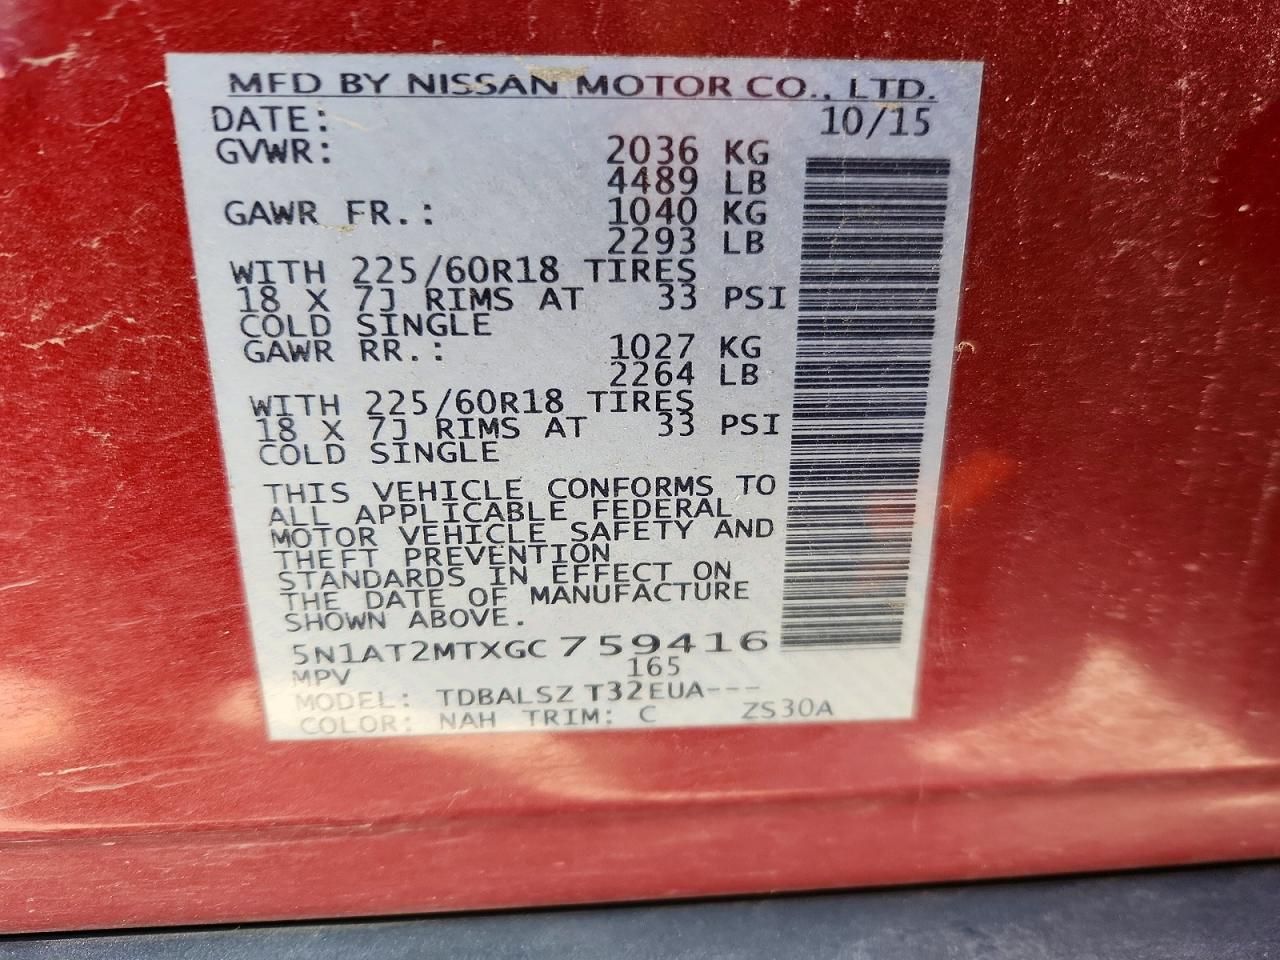 MFD BY NISSAN MOTOR CO., LTD.
DATE: 10/15
GVWR: 2036 KG
4489 LB
GAWR FR.: 1040 KG
2293 LB
WITH 225/60R18 TIRES
18 X 7J RIMS AT 33 PSI
COLD SINGLE
GAWR RR.: 1027 KG
2264 LB
WITH 225/60R18 TIRES
18 X 7J RIMS AT 33 PSI
COLD SINGLE
THIS VEHICLE CONFORMS TO
ALL APPLICABLE FEDERAL
MOTOR VEHICLE SAFETY AND
THEFT PREVENTION
STANDARDS IN EFFECT ON
THE DATE OF MANUFACTURE
SHOWN ABOVE.
5N1AT2MTXGC759416
MPV 165
MODEL: TDBALSZ T32EUA---
COLOR: NAH TRIM: C ZS30A